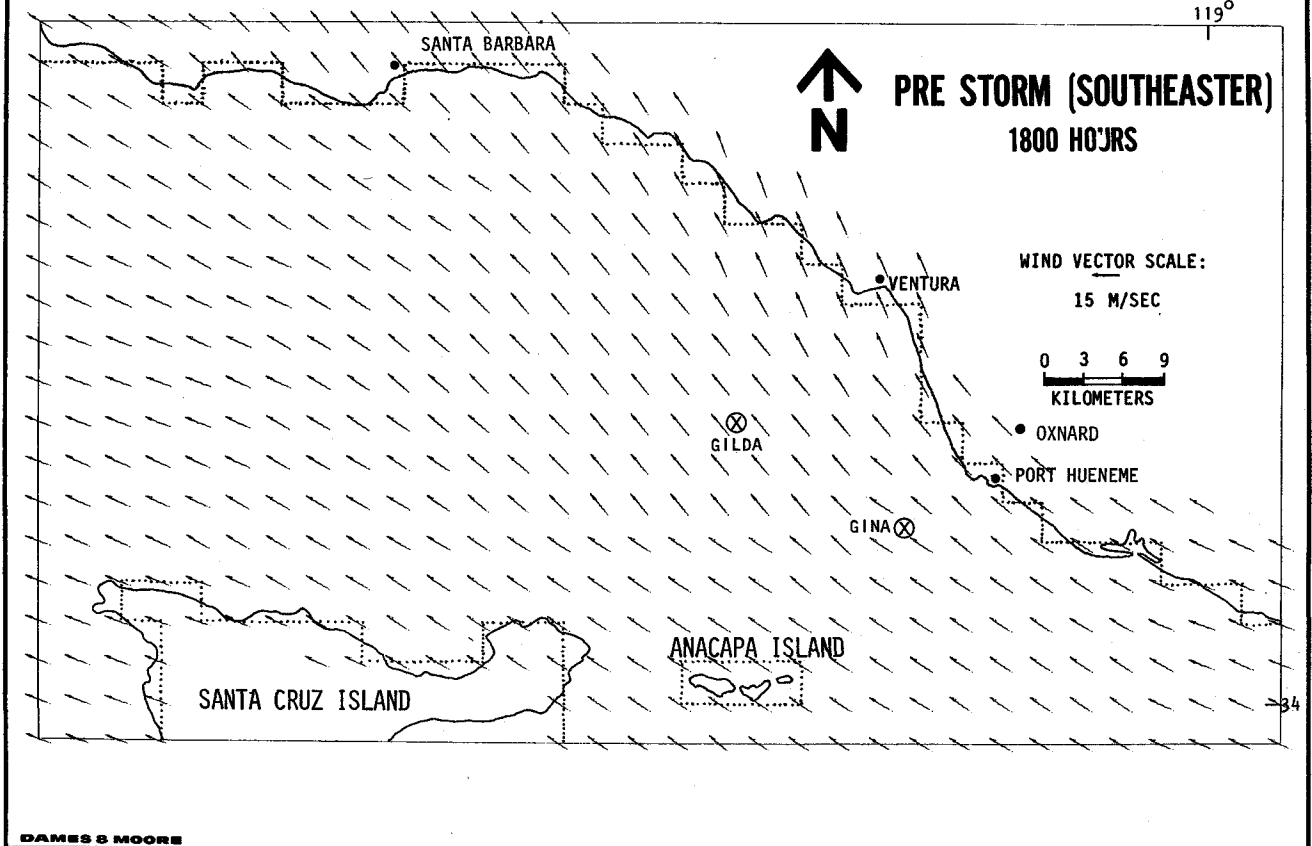 119°
SANTA BARBARA
N
PRE STORM (SOUTHEASTER)
1800 HOURS
WIND VECTOR SCALE:
15 M/SEC
VENTURA
0 3 6 9
KILOMETERS
OXNARD
GILDA
PORT HUENEME
GINA
ANACAPA ISLAND
SANTA CRUZ ISLAND
34
DAMES & MOORE